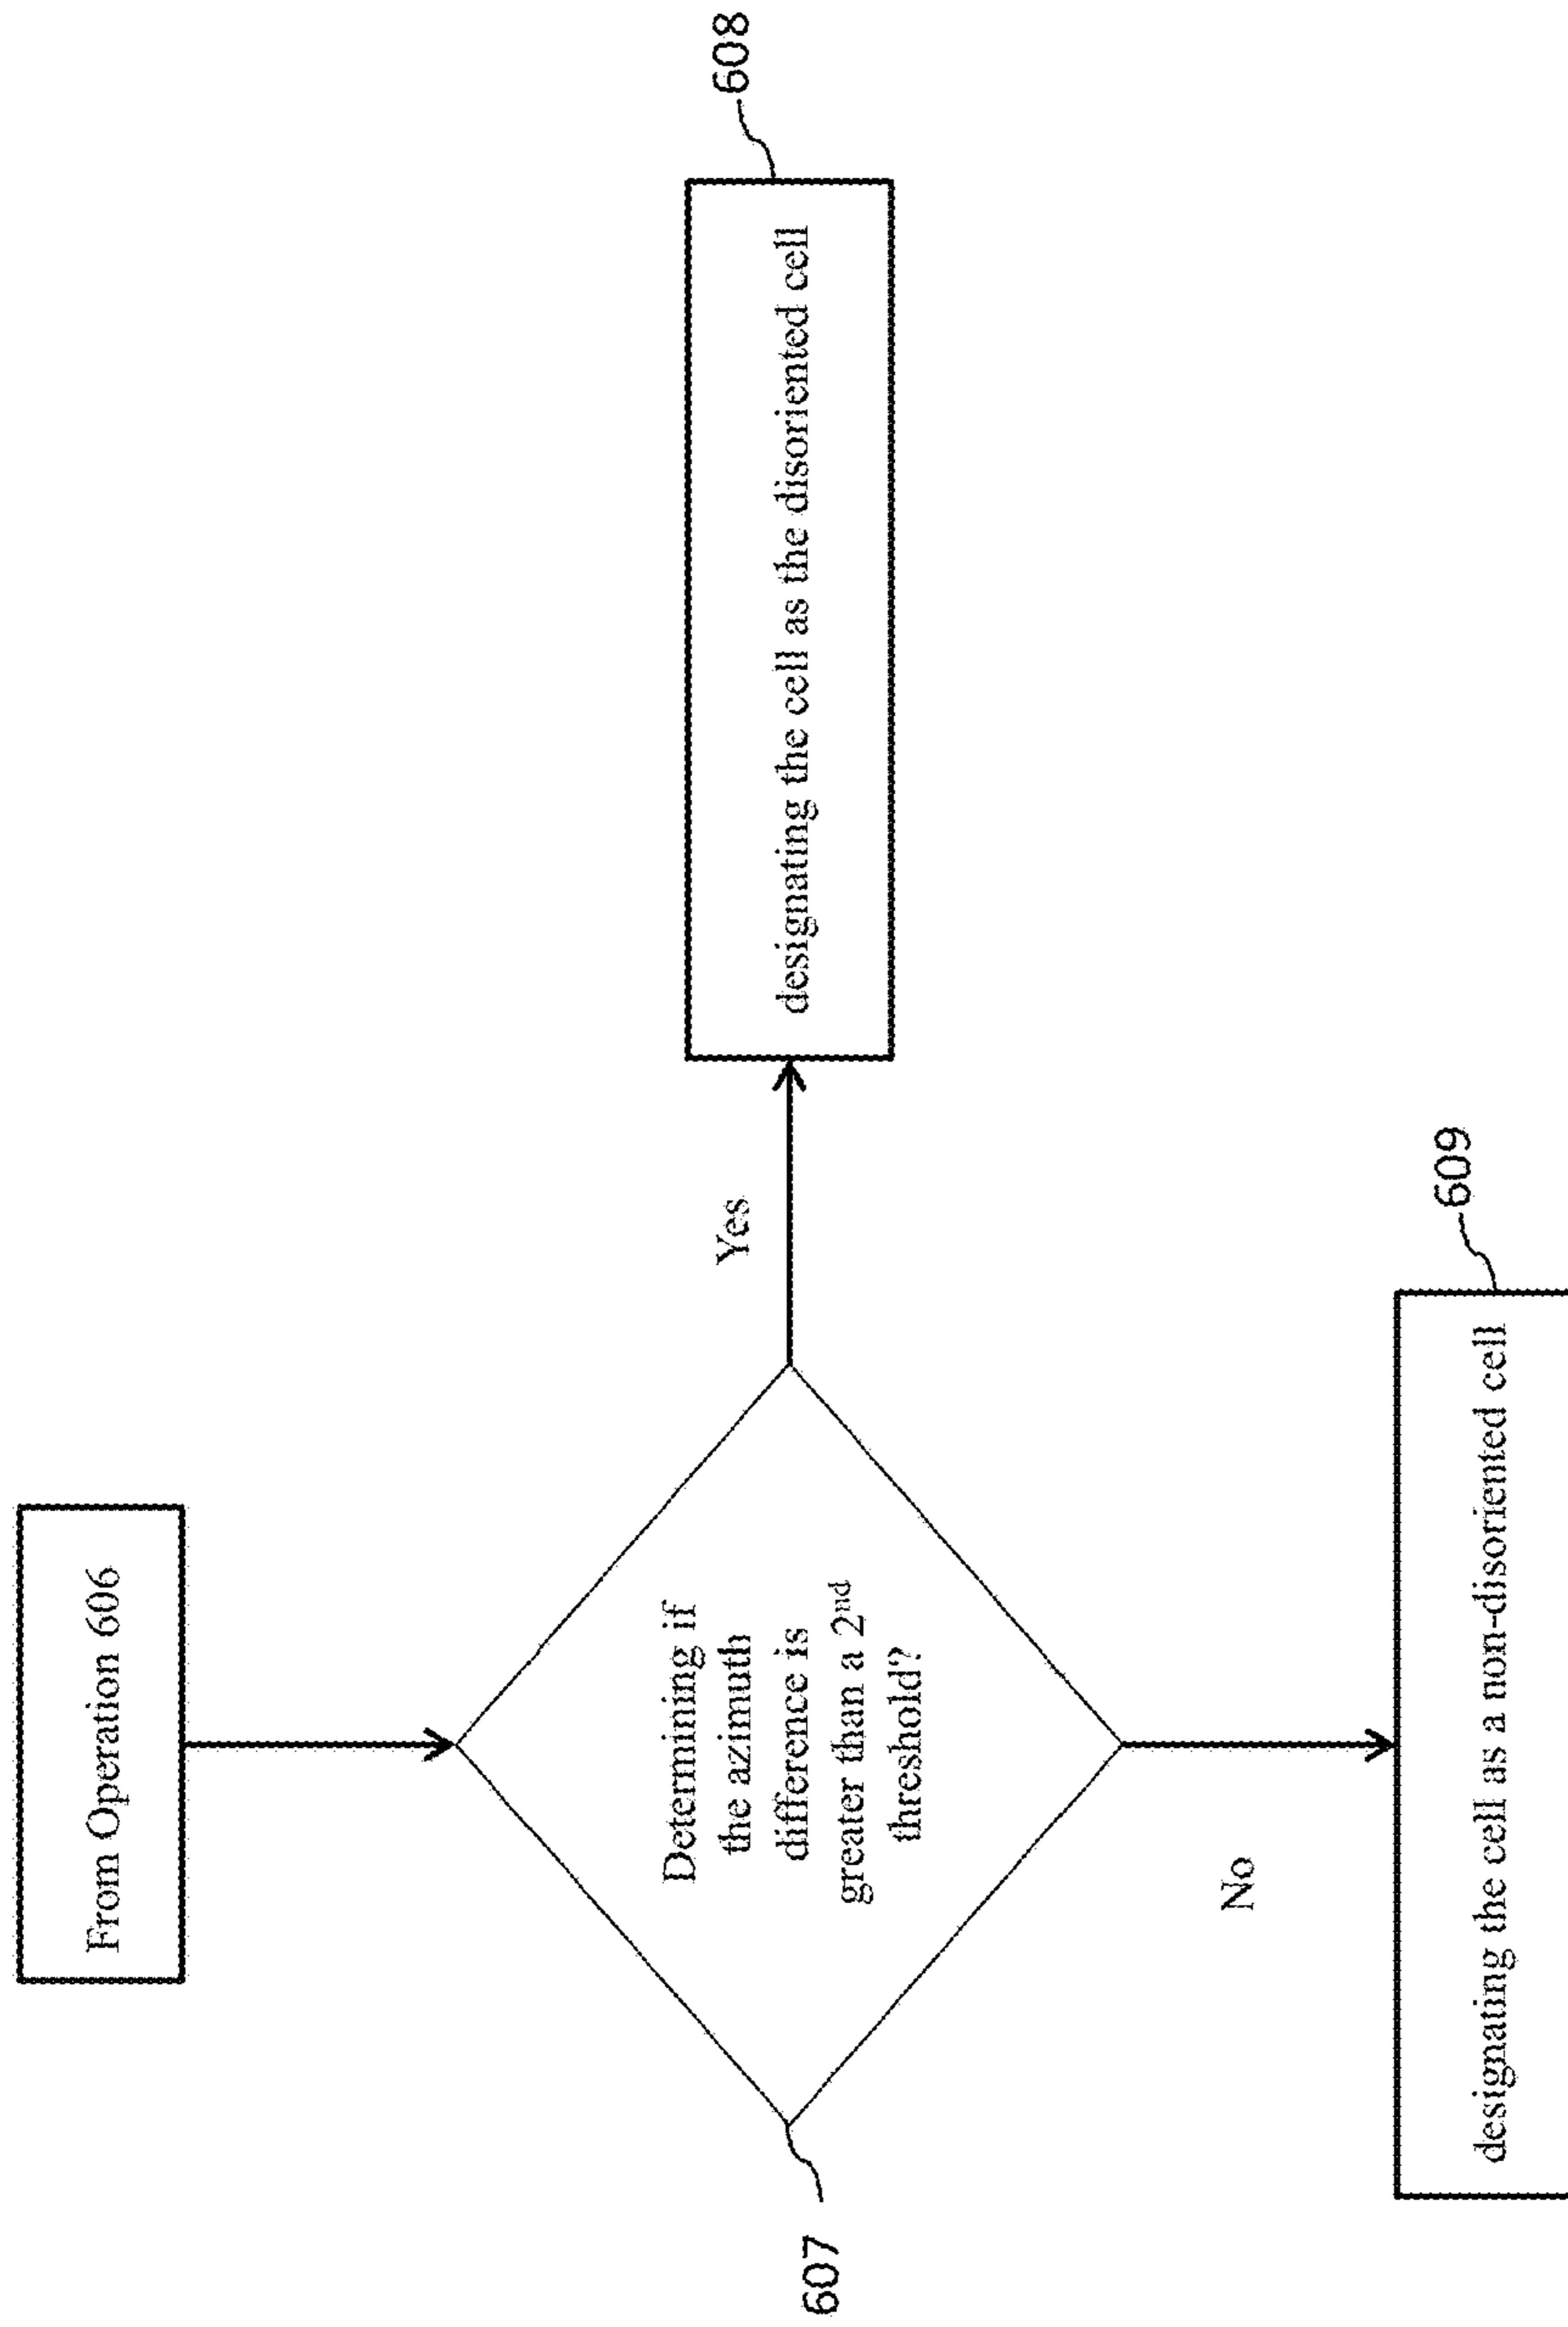 From Operation 606
Determining if
the azimuth
difference is
greater than a 2nd
threshold?
607
Yes
designating the cell as the disoriented cell
608
No
designating the cell as a non-disoriented cell
609